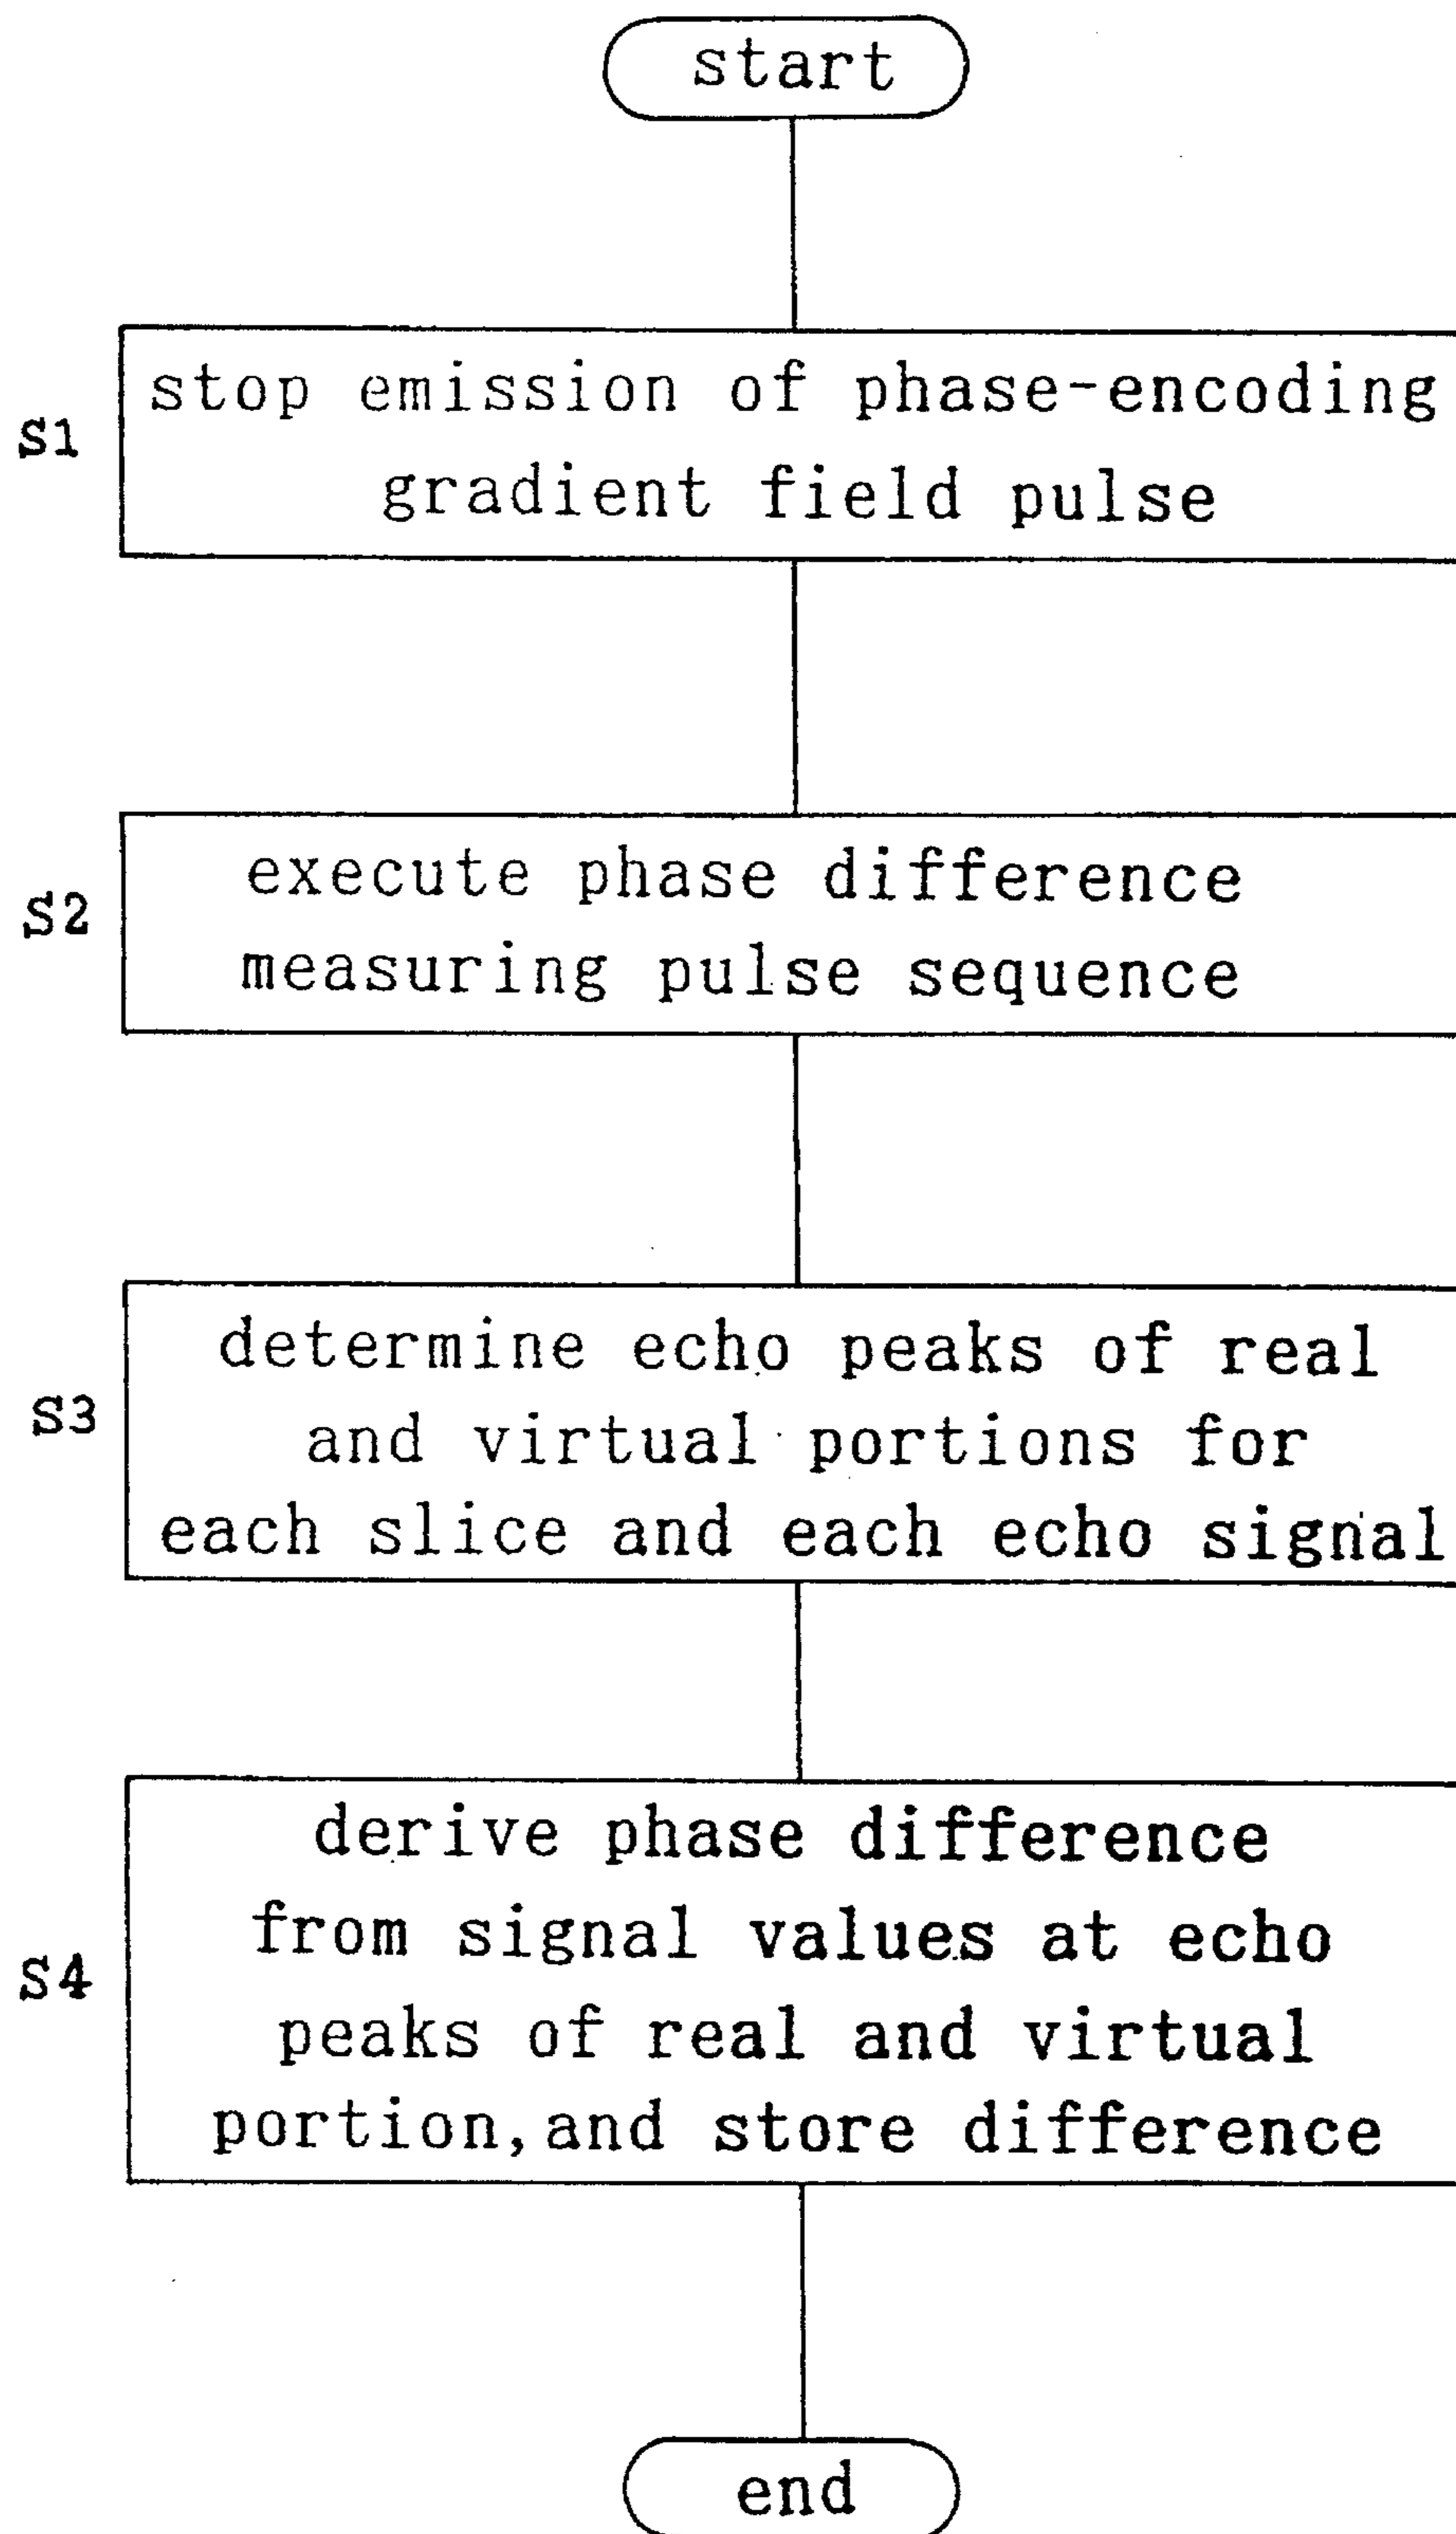 start
S1
stop emission of phase-encoding
gradient field pulse
S2
execute phase difference
measuring pulse sequence
S3
determine echo peaks of real
and virtual portions for
each slice and each echo signal
S4
derive phase difference
from signal values at echo
peaks of real and virtual
portion,and store difference
end